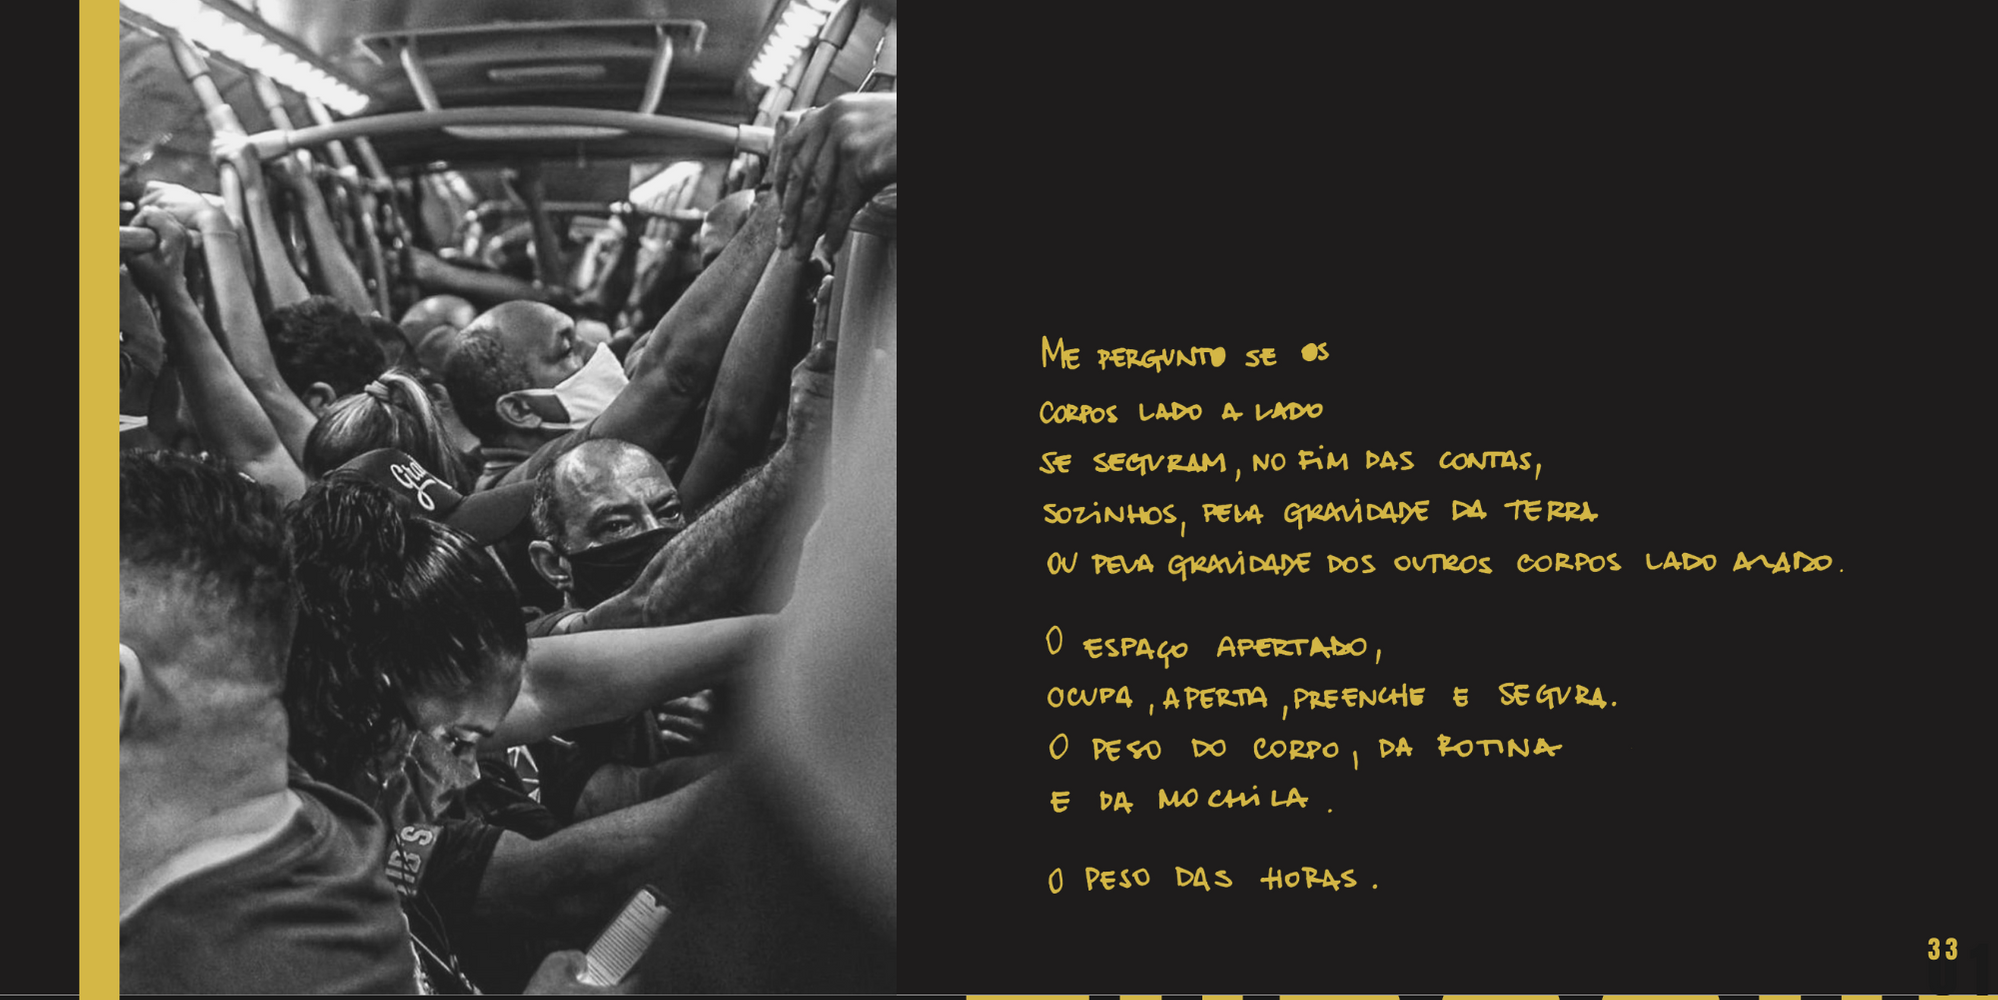 Gra
IBS
ME PERGUNTO SE OS
CORPOS LADO A LADO
SE SEGURAM, NO FIM DAS CONTAS,
SOZINHOS, PELA GRAVIDADE DA TERRA
OU PELA GRAVIDADE DOS OUTROS CORPOS LADO A LADO.
O ESPAÇO APERTADO,
OCUPA, APERTA, PREENCHE E SEGURA.
O PESO DO CORPO, DA ROTINA
E DA MOCHILA.
O PESO DAS HORAS.
33